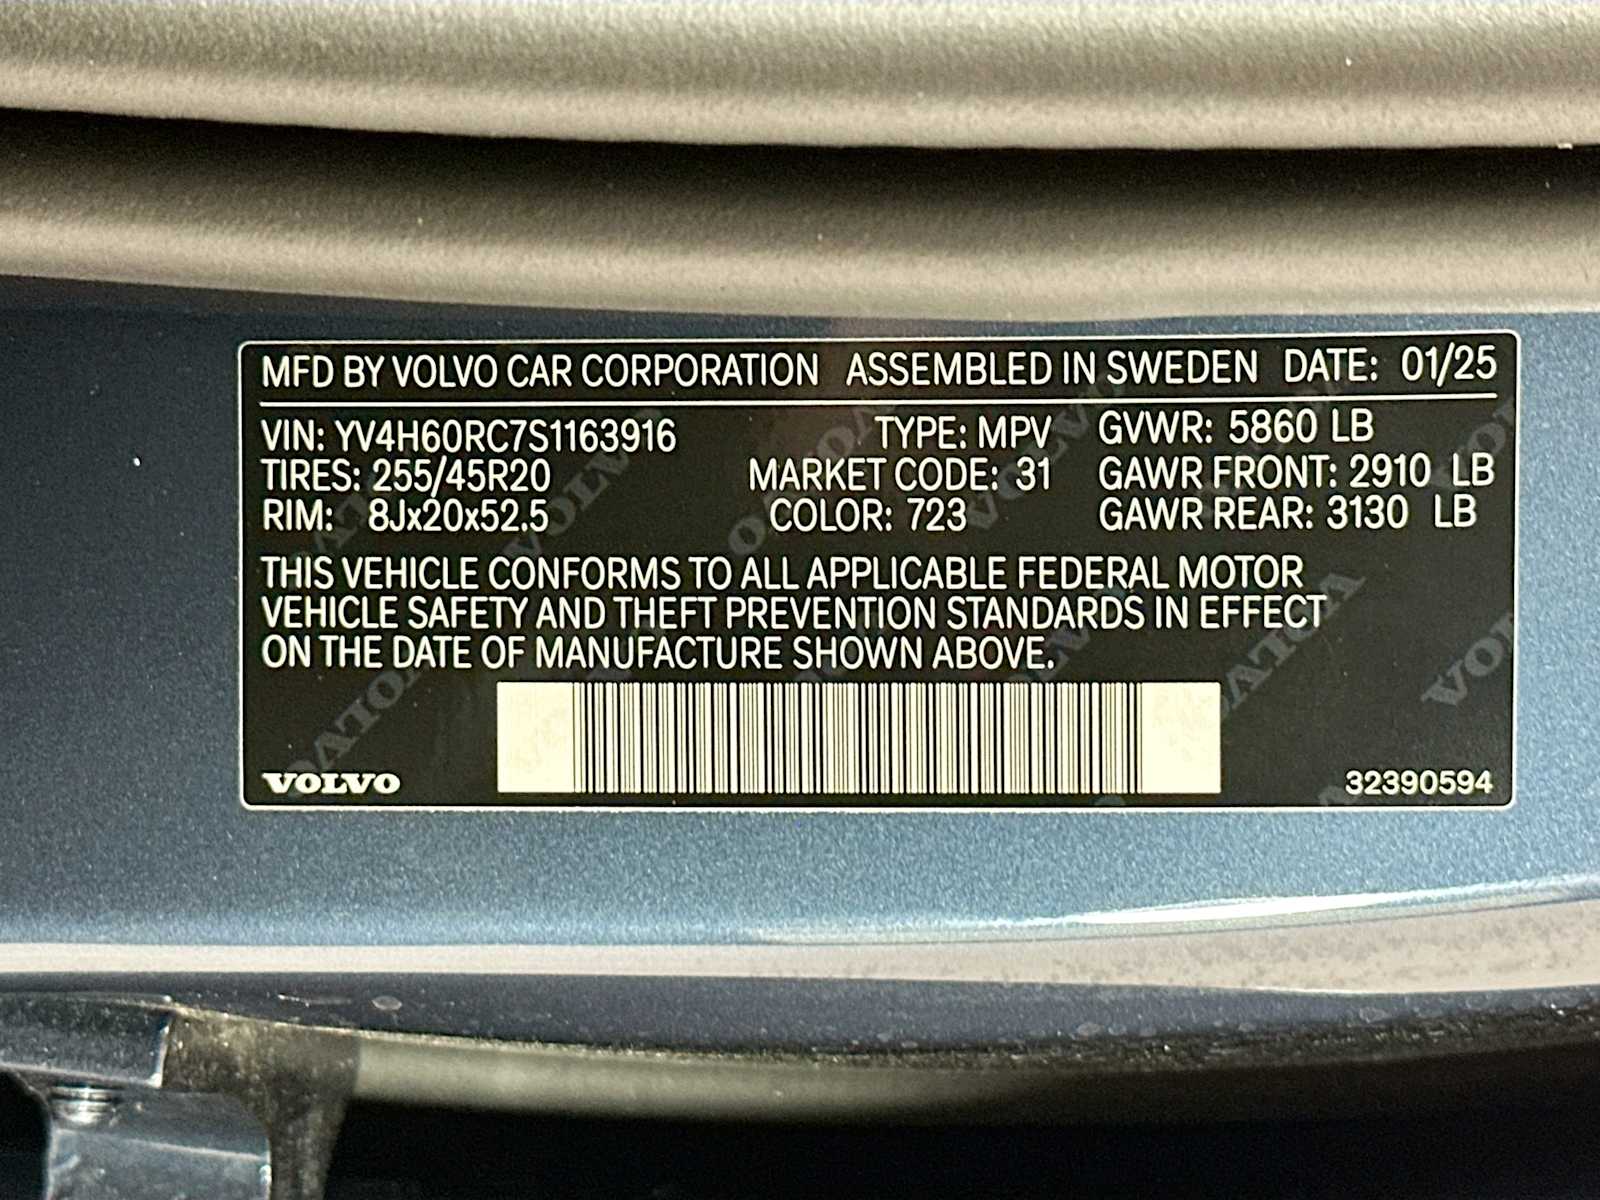 MFD BY VOLVO CAR CORPORATION ASSEMBLED IN SWEDEN DATE: 01/25
VIN: YV4H60RC7S1163916 TYPE: MPV GVWR: 5860 LB
TIRES: 255/45R20 MARKET CODE: 31 GAWR FRONT: 2910 LB
RIM: 8Jx20x52.5 COLOR: 723 GAWR REAR: 3130 LB
THIS VEHICLE CONFORMS TO ALL APPLICABLE FEDERAL MOTOR
VEHICLE SAFETY AND THEFT PREVENTION STANDARDS IN EFFECT
ON THE DATE OF MANUFACTURE SHOWN ABOVE.
VOLVO 32390594